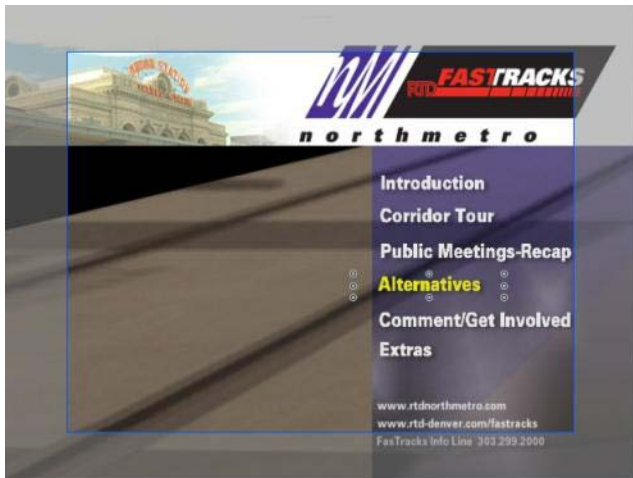 UNION STATION
nM
RTD FASTRACKS
northmetro
Introduction
Corridor Tour
Public Meetings-Recap
Alternatives
Comment/Get Involved
Extras
www.rtdnorthmetro.com
www.rtd-denver.com/fastracks
FasTracks Info Line 303.299.2000